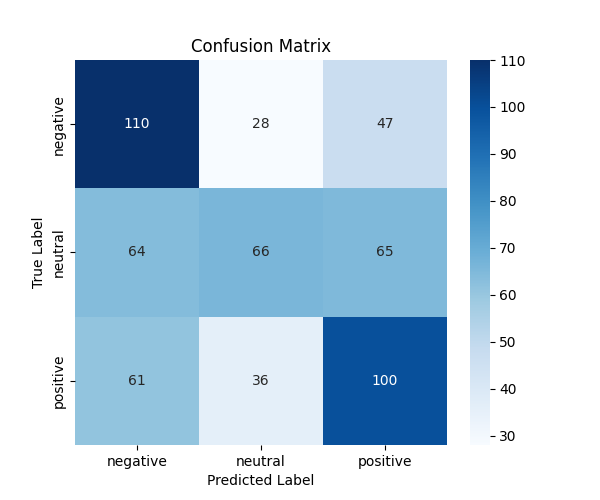 Confusion Matrix
True Label
negative
110 28 47
neutral
64 66 65
positive
61 36 100
negative neutral positive
Predicted Label
110
100
90
80
70
60
50
40
30